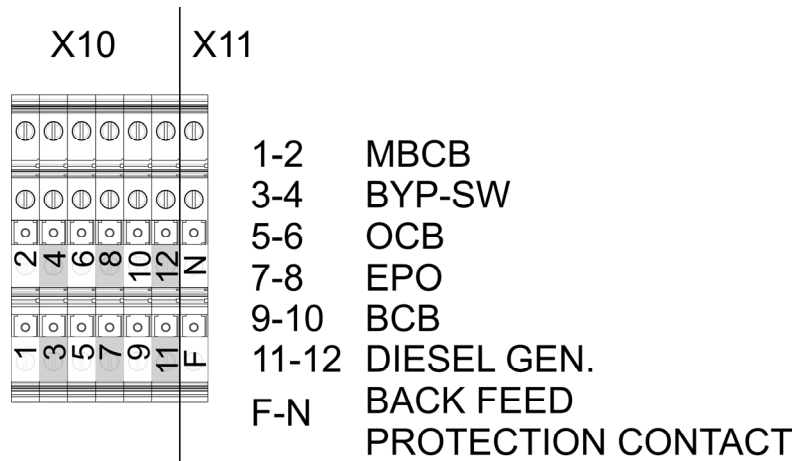 X10 X11
2 4 6 8 10 12 N
1 3 5 7 9 11 F
1-2 MBCB
3-4 BYP-SW
5-6 OCB
7-8 EPO
9-10 BCB
11-12 DIESEL GEN.
F-N BACK FEED
PROTECTION CONTACT